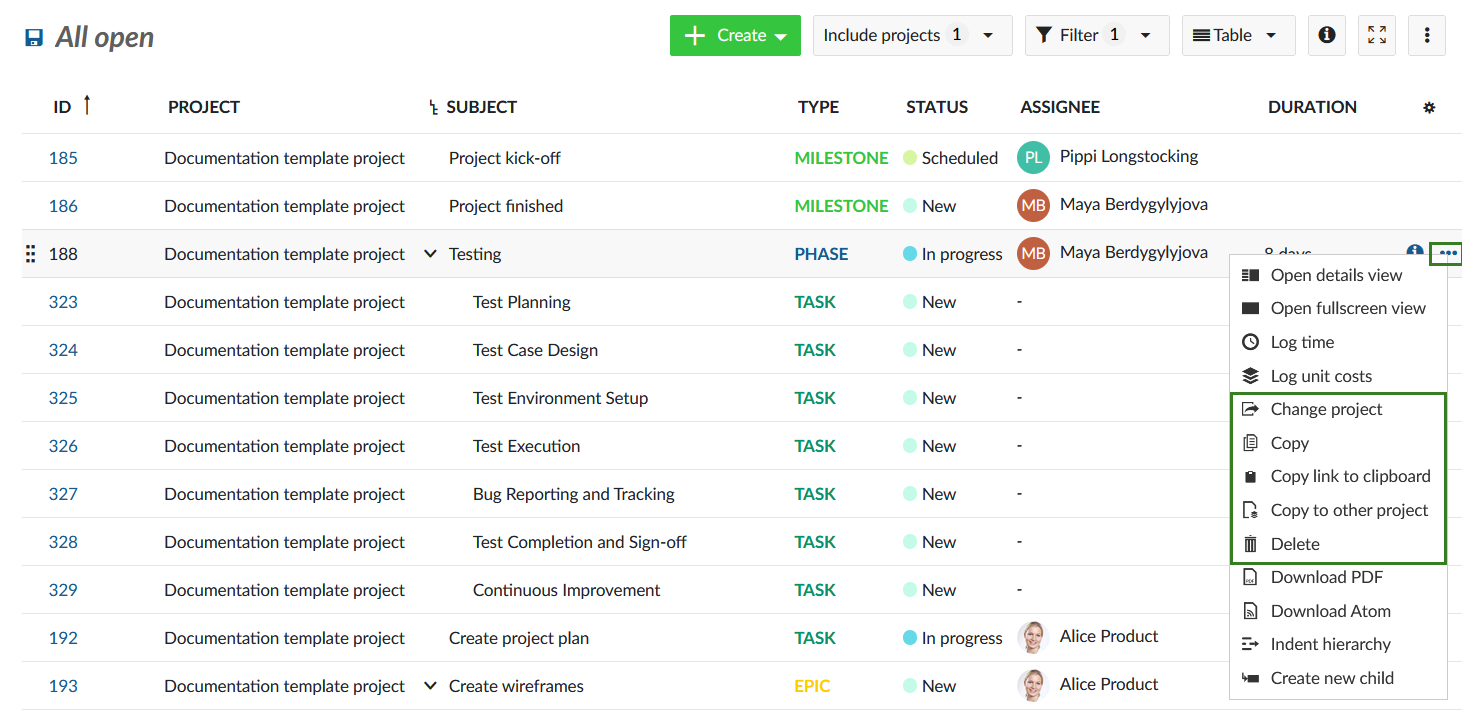 All open
Create
Include projects 1
Filter 1
Table
ID PROJECT SUBJECT TYPE STATUS ASSIGNEE DURATION
185 Documentation template project Project kick-off MILESTONE Scheduled PL Pippi Longstocking
186 Documentation template project Project finished MILESTONE New MB Maya Berdygylyjova
188 Documentation template project Testing PHASE In progress MB Maya Berdygylyjova 8 days
323 Documentation template project Test Planning TASK New -
324 Documentation template project Test Case Design TASK New -
325 Documentation template project Test Environment Setup TASK New -
326 Documentation template project Test Execution TASK New -
327 Documentation template project Bug Reporting and Tracking TASK New -
328 Documentation template project Test Completion and Sign-off TASK New -
329 Documentation template project Continuous Improvement TASK New -
192 Documentation template project Create project plan TASK In progress Alice Product
193 Documentation template project Create wireframes EPIC New Alice Product
Open details view
Open fullscreen view
Log time
Log unit costs
Change project
Copy
Copy link to clipboard
Copy to other project
Delete
Download PDF
Download Atom
Indent hierarchy
Create new child